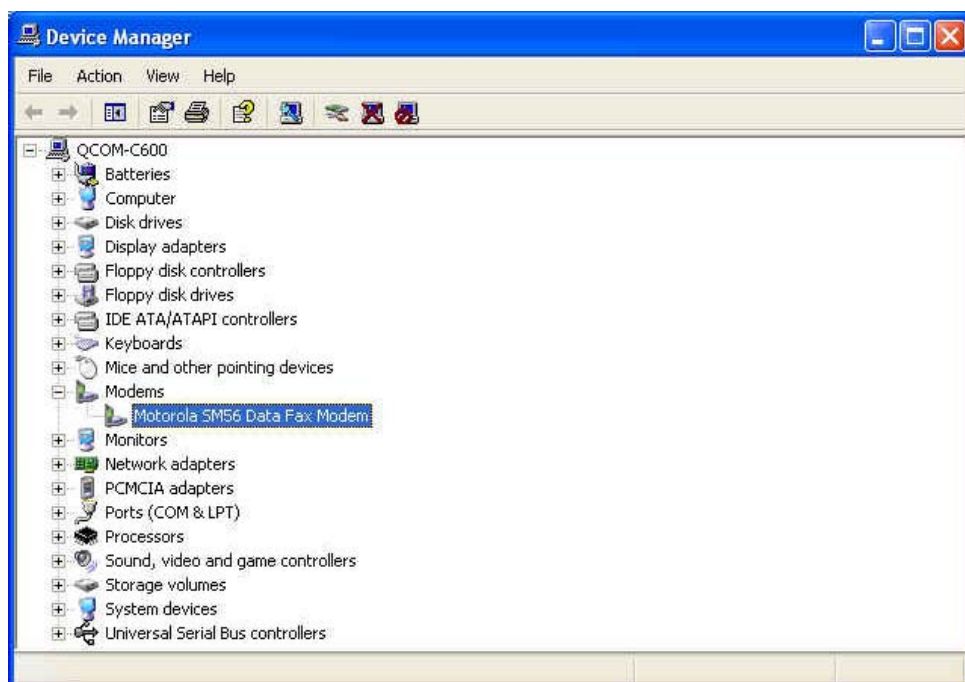 Device Manager
File Action View Help
QCOM-C600
Batteries
Computer
Disk drives
Display adapters
Floppy disk controllers
Floppy disk drives
IDE ATA/ATAPI controllers
Keyboards
Mice and other pointing devices
Modems
Motorola SM56 Data Fax Modem
Monitors
Network adapters
PCMCIA adapters
Ports (COM & LPT)
Processors
Sound, video and game controllers
Storage volumes
System devices
Universal Serial Bus controllers